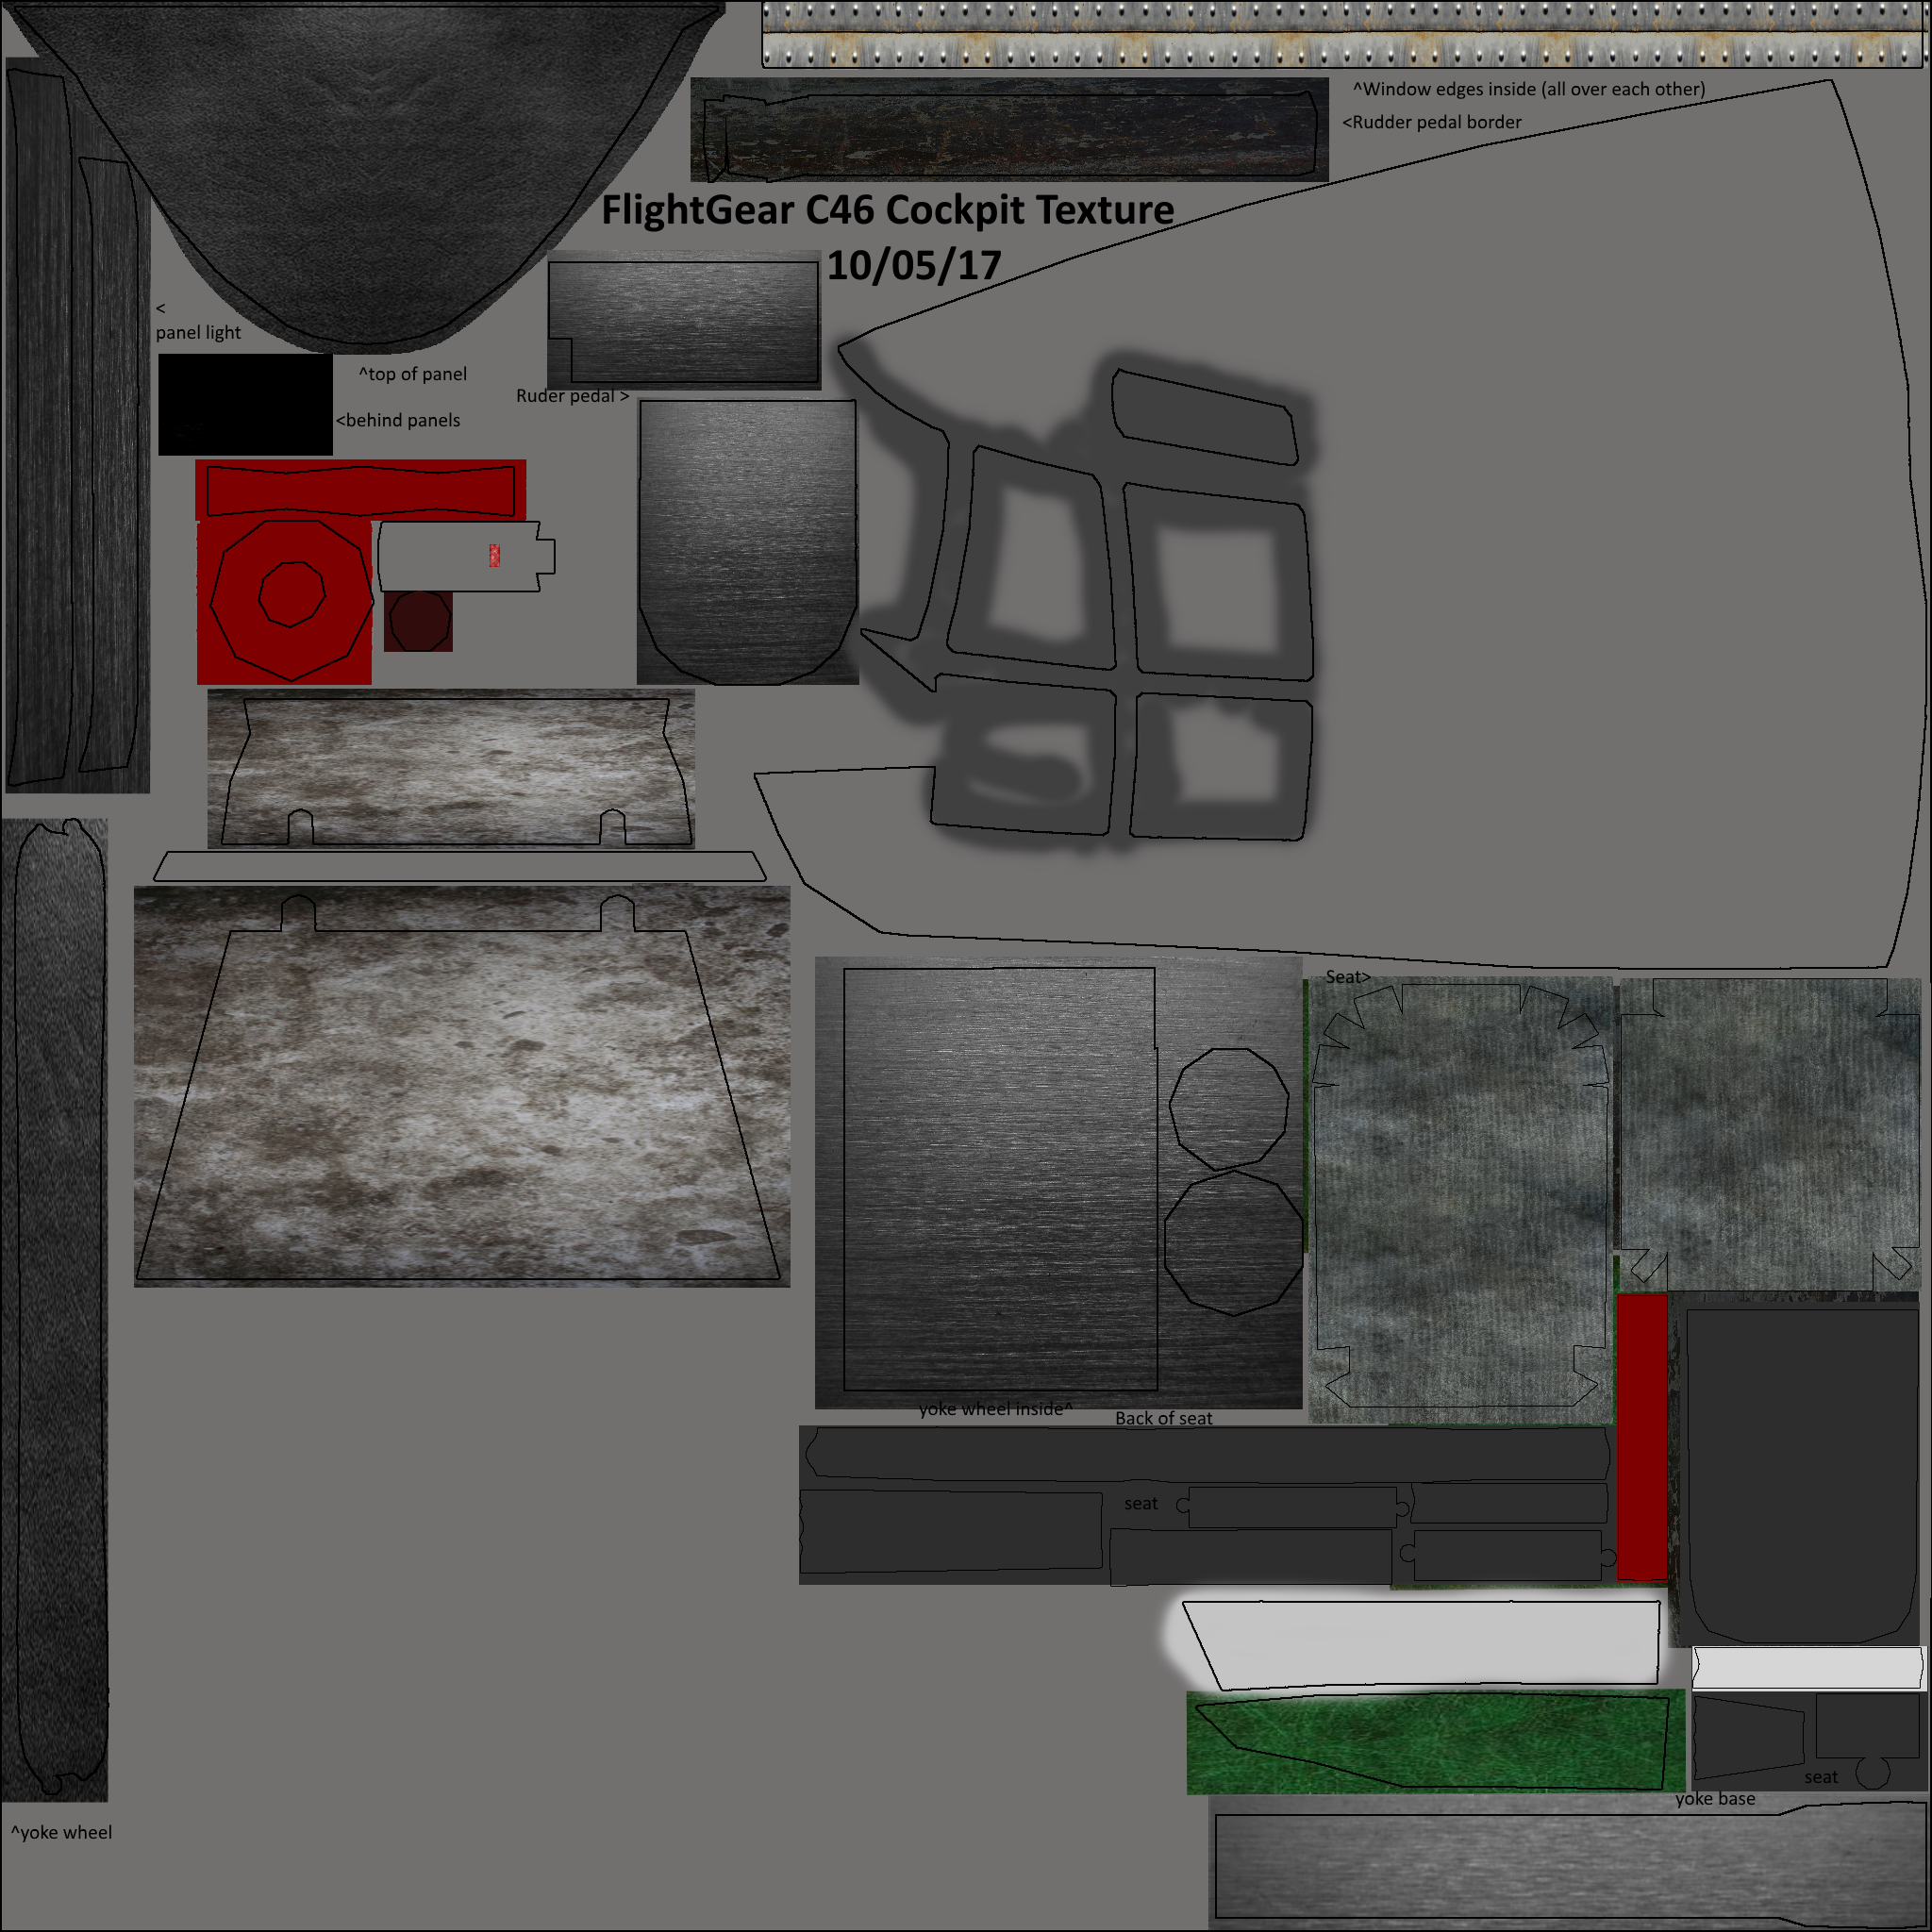 ^Window edges inside (all over each other)
<Rudder pedal border
FlightGear C46 Cockpit Texture
10/05/17
<
panel light
^top of panel
Ruder pedal >
<behind panels
Seat>
yoke wheel inside^
Back of seat
seat
seat
yoke base
^yoke wheel